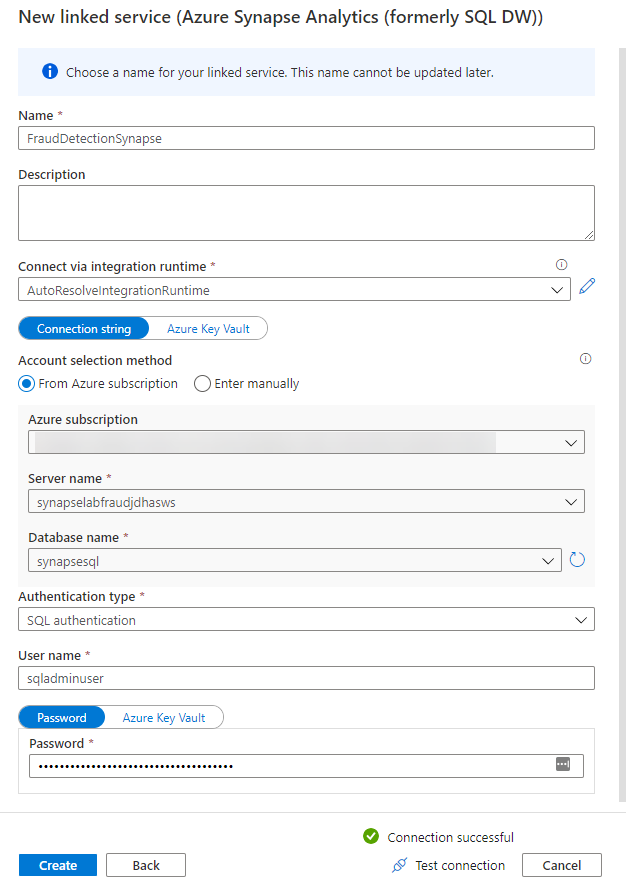 New linked service (Azure Synapse Analytics (formerly SQL DW))
Choose a name for your linked service. This name cannot be updated later.
Name *
FraudDetectionSynapse
Description
Connect via integration runtime *
AutoResolveIntegrationRuntime
Connection string Azure Key Vault
Account selection method
From Azure subscription Enter manually
Azure subscription
Server name *
synapselabfraudjdhasws
Database name *
synapsesql
Authentication type *
SQL authentication
User name *
sqladminuser
Password Azure Key Vault
Password *
Connection successful
Create Back Test connection Cancel